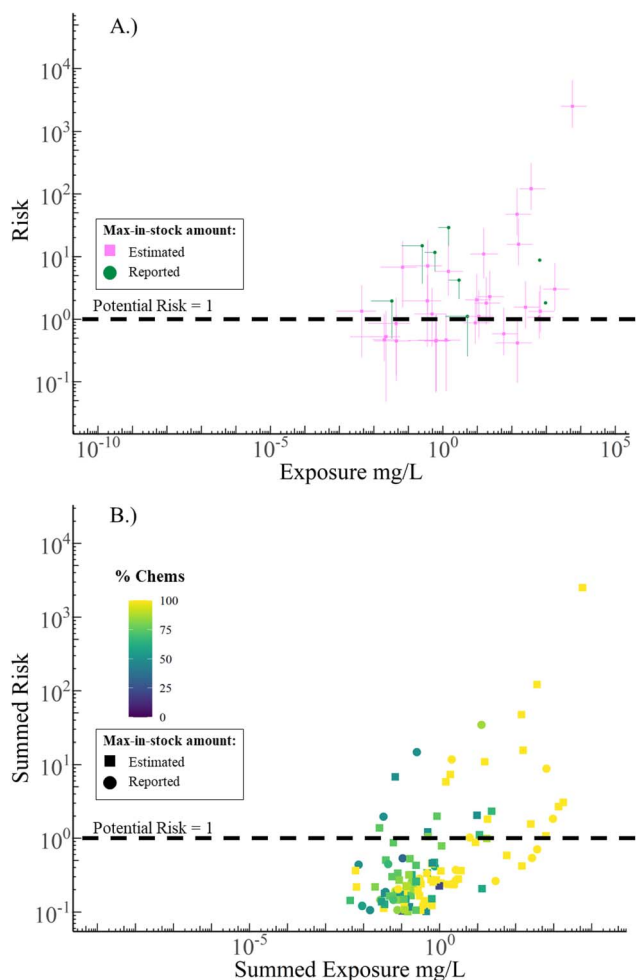 A.)
10^4
10^3
10^2
Risk
10^1
Max-in-stock amount:
Estimated
Reported
Potential Risk = 1
10^0
10^-1
10^-10
10^-5
10^0
10^5
Exposure mg/L
B.)
10^4
% Chems
100
75
50
25
0
10^3
10^2
Summed Risk
10^1
Max-in-stock amount:
Estimated
Reported
Potential Risk = 1
10^0
10^-1
10^-5
10^0
Summed Exposure mg/L